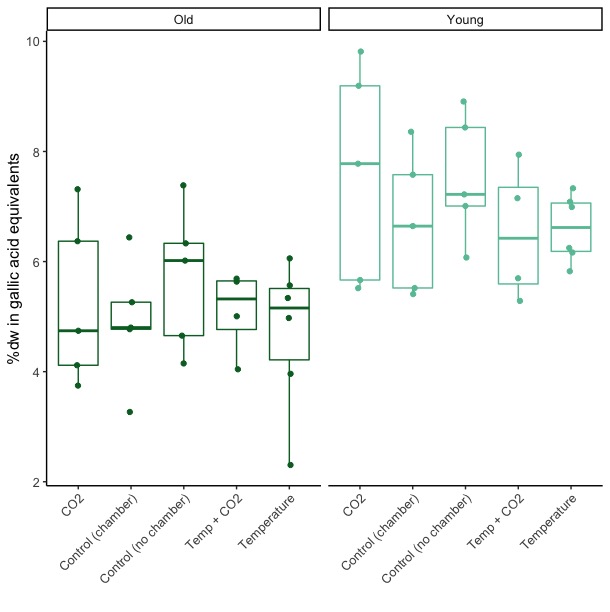 Old
Young
%dw in gallic acid equivalents
10
8
6
4
2
CO2
Control (chamber)
Control (no chamber)
Temp + CO2
Temperature
CO2
Control (chamber)
Control (no chamber)
Temp + CO2
Temperature